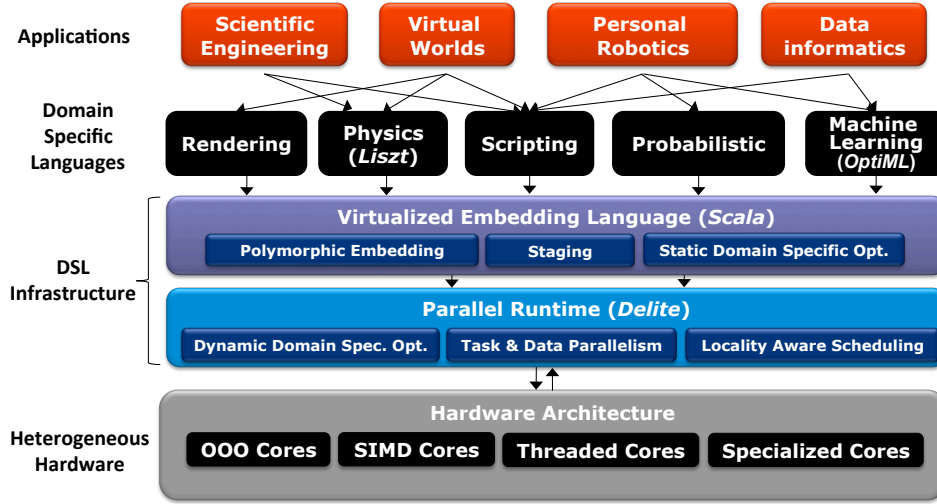 Applications
Scientific
Engineering
Virtual
Worlds
Personal
Robotics
Data
informatics
Domain
Specific
Languages
Rendering
Physics
(Liszt)
Scripting
Probabilistic
Machine
Learning
(OptiML)
DSL
Infrastructure
Virtualized Embedding Language (Scala)
Polymorphic Embedding
Staging
Static Domain Specific Opt.
Parallel Runtime (Delite)
Dynamic Domain Spec. Opt.
Task & Data Parallelism
Locality Aware Scheduling
Heterogeneous
Hardware
Hardware Architecture
OOO Cores
SIMD Cores
Threaded Cores
Specialized Cores